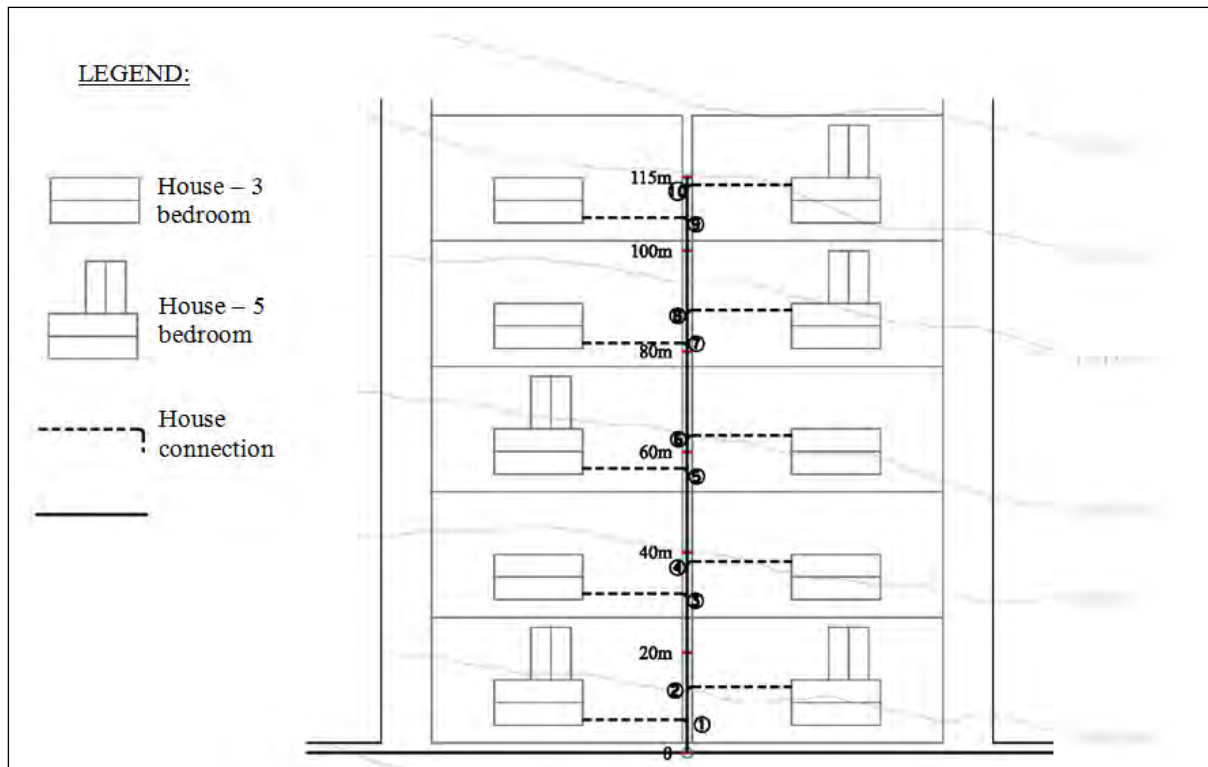 LEGEND:
House – 3
bedroom
House – 5
bedroom
House
connection
115m
⑩
⑨
100m
⑧
⑦
80m
⑥
60m
⑤
40m
④
③
20m
②
①
0